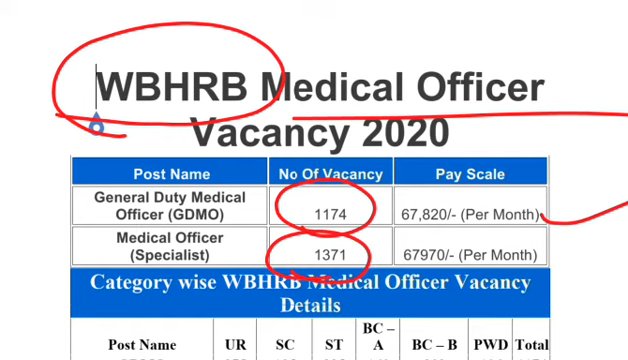 WBHRB Medical Officer
Vacancy 2020
Post Name No Of Vacancy Pay Scale
General Duty Medical
Officer (GDMO) 1174 67,820/- (Per Month)
Medical Officer
(Specialist) 1371 67970/- (Per Month)
Category wise WBHRB Medical Officer Vacancy
Details
Post Name UR SC ST BC – A BC – B PWD Total